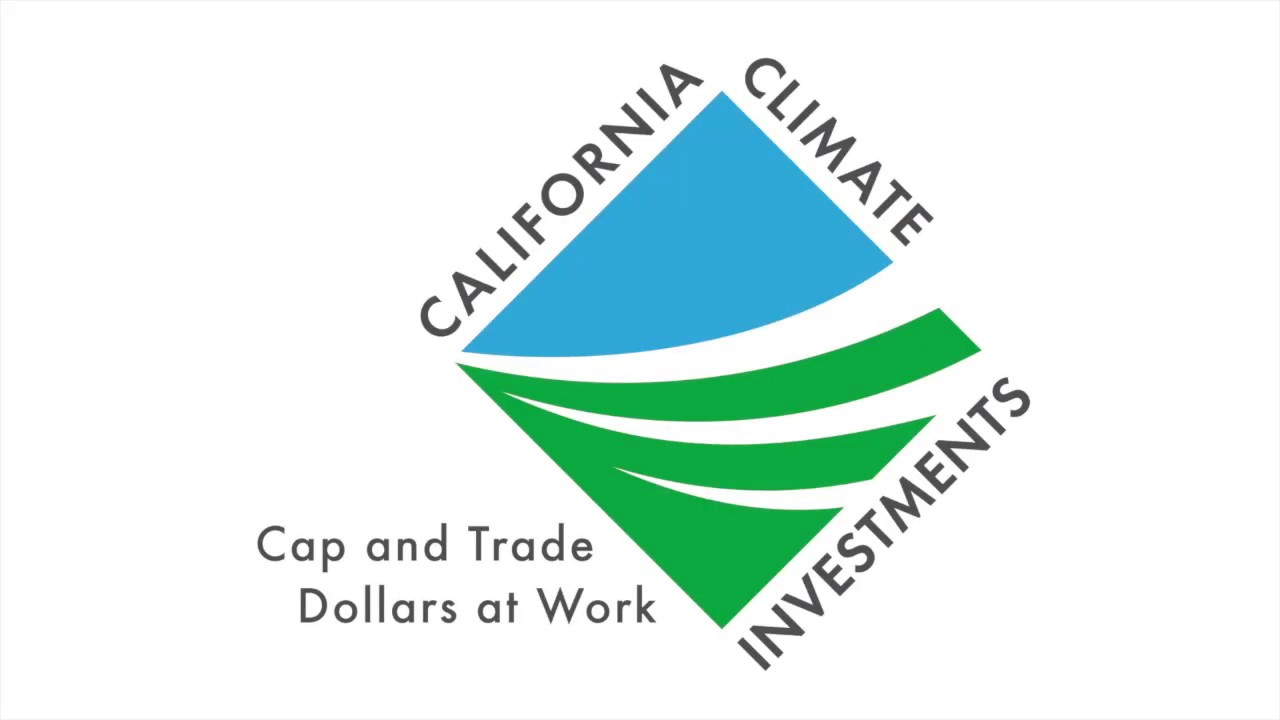 CALIFORNIA
CLIMATE
INVESTMENTS
Cap and Trade
Dollars at Work